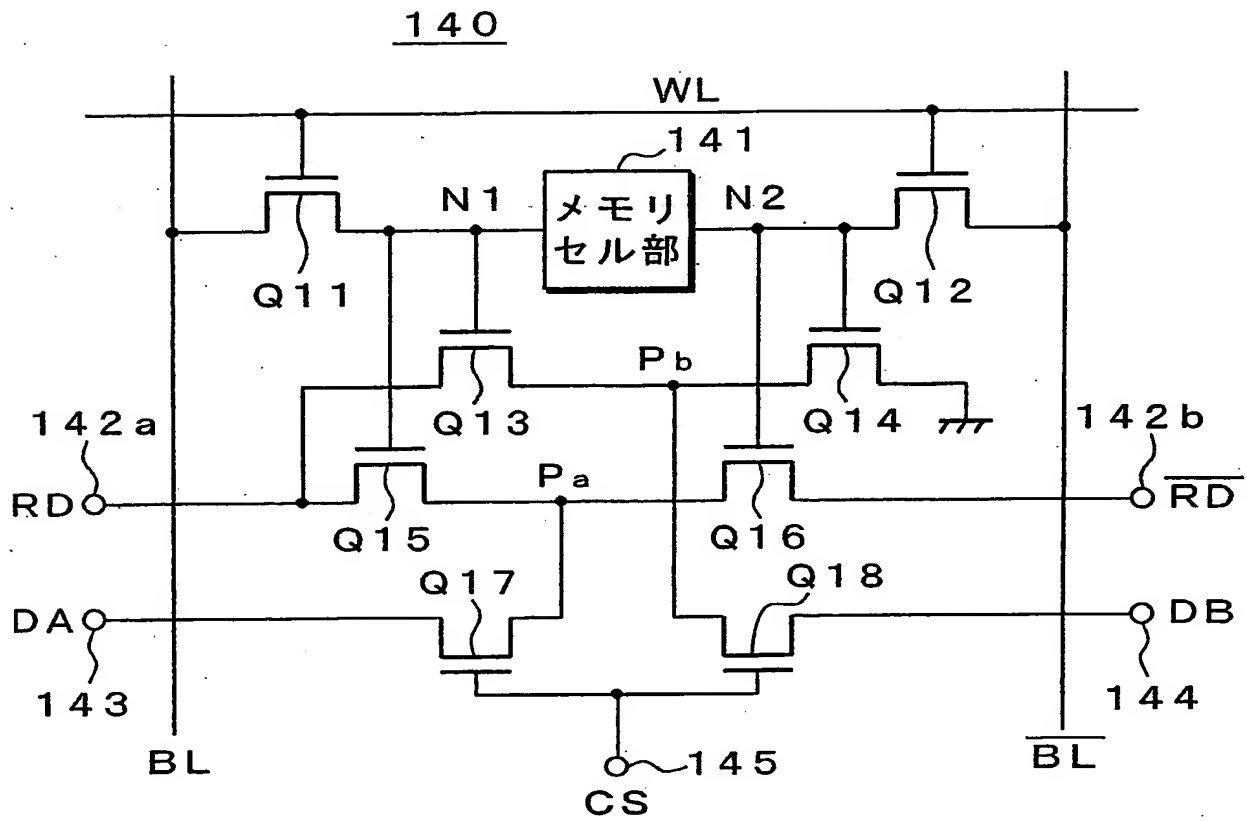 140
WL
141
N1
メモリ
セル部
N2
Q11
Q12
Pb
Q13
Q14
142a
142b
Pa
RD
RD
Q15
Q16
Q17
Q18
DA
DB
143
144
BL
145
BL
CS